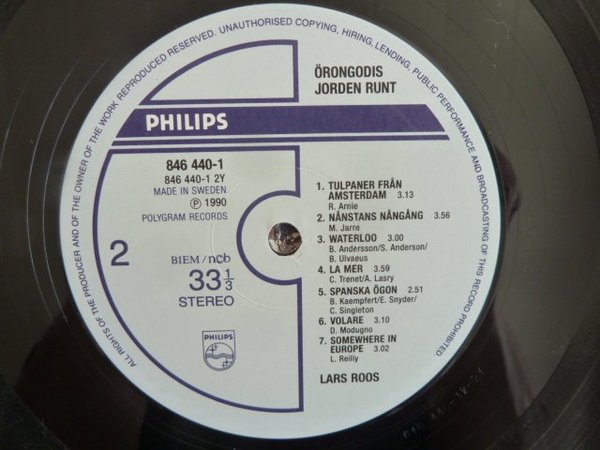 ALL RIGHTS OF THE PRODUCER AND OF THE OWNER OF THE WORK REPRODUCED RESERVED. UNAUTHORISED COPYING, HIRING, LENDING, PUBLIC PERFORMANCE AND BROADCASTING OF THIS RECORD PROHIBITED.
ÖRONGODIS
JORDEN RUNT
PHILIPS
846 440-1
846 440-1 2Y
MADE IN SWEDEN
Ⓟ 1990
POLYGRAM RECORDS
2
BIEM/ncb
33 1/3
STEREO
PHILIPS
1. TULPANER FRÅN
AMSTERDAM 3.13
R. Arnie
2. NÅNSTANS NÅNGÅNG 3.56
M. Jarre
3. WATERLOO 3.00
B. Andersson/S. Anderson/
B. Ulvaeus
4. LA MER 3.59
C. Trenet/A. Lasry
5. SPANSKA ÖGON 2.51
B. Kaempfert/E. Snyder/
C. Singleton
6. VOLARE 3.10
D. Modugno
7. SOMEWHERE IN
EUROPE 3.02
L. Reilly
LARS ROOS